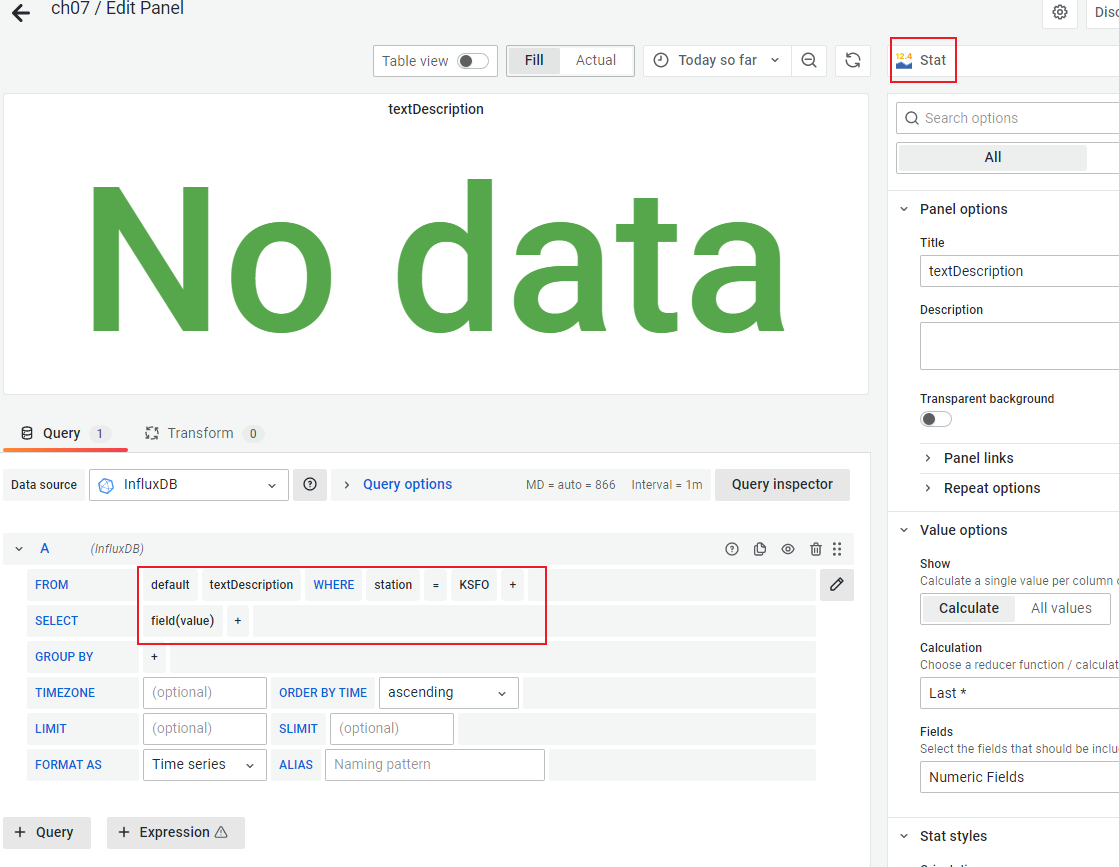 ch07 / Edit Panel
Disc
Table view Fill Actual Today so far
12.4 Stat
textDescription
No data
Search options
All
Panel options
Title
textDescription
Description
Transparent background
Panel links
Repeat options
Value options
Show
Calculate a single value per column o
Calculate All values
Calculation
Choose a reducer function / calculat
Last *
Fields
Select the fields that should be inclu
Numeric Fields
Stat styles
Query 1 Transform 0
Data source InfluxDB Query options MD = auto = 866 Interval = 1m Query inspector
A (InfluxDB)
FROM default textDescription WHERE station = KSFO +
SELECT field(value) +
GROUP BY +
TIMEZONE (optional) ORDER BY TIME ascending
LIMIT (optional) SLIMIT (optional)
FORMAT AS Time series ALIAS Naming pattern
+ Query + Expression